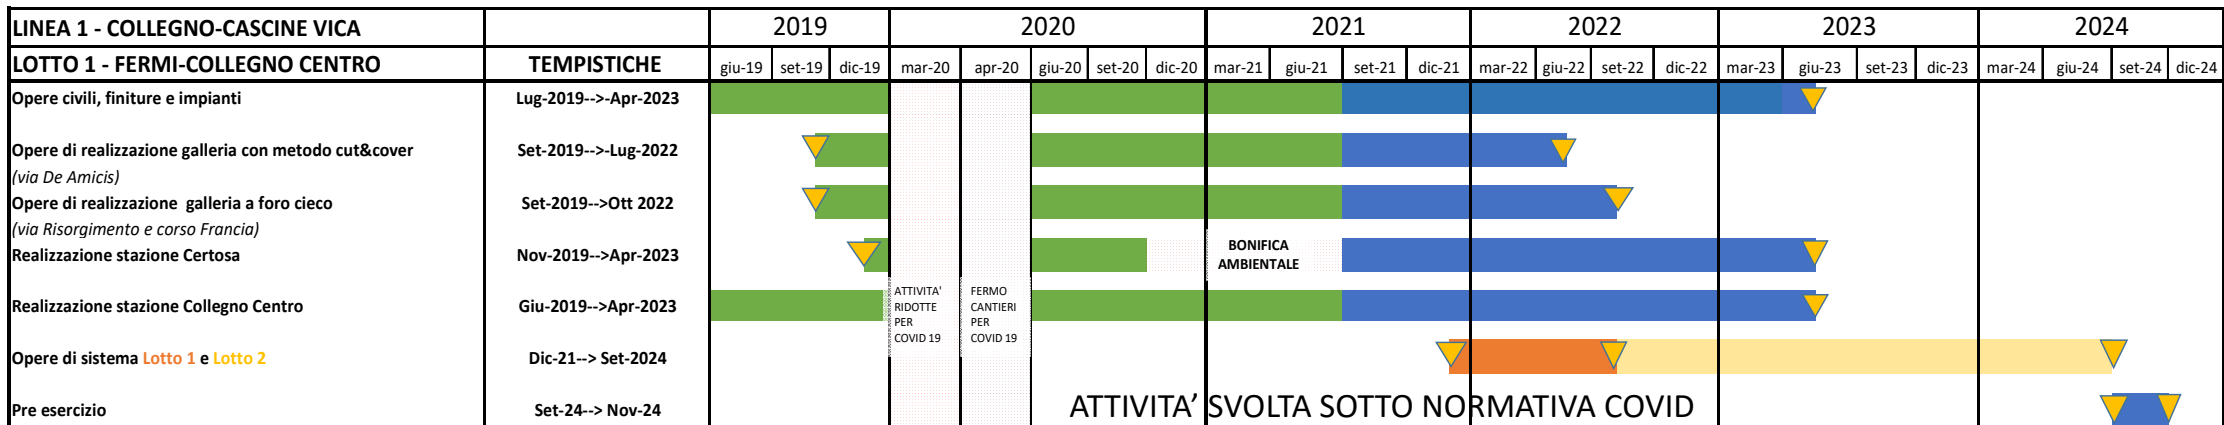 LINEA 1 - COLLEGNO-CASCINE VICA 2019 2020 2021 2022 2023 2024
LOTTO 1 - FERMI-COLLEGNO CENTRO TEMPISTICHE giu-19 set-19 dic-19 mar-20 apr-20 giu-20 set-20 dic-20 mar-21 giu-21 set-21 dic-21 mar-22 giu-22 set-22 dic-22 mar-23 giu-23 set-23 dic-23 mar-24 giu-24 set-24 dic-24
Opere civili, finiture e impianti Lug-2019-->-Apr-2023
Opere di realizzazione galleria con metodo cut&cover Set-2019-->-Lug-2022
(via De Amicis)
Opere di realizzazione galleria a foro cieco Set-2019-->Ott 2022
(via Risorgimento e corso Francia)
Realizzazione stazione Certosa Nov-2019-->Apr-2023
BONIFICA
AMBIENTALE
Realizzazione stazione Collegno Centro Giu-2019-->Apr-2023
ATTIVITA'
RIDOTTE
PER
COVID 19
FERMO
CANTIERI
PER
COVID 19
Opere di sistema Lotto 1 e Lotto 2 Dic-21--> Set-2024
Pre esercizio Set-24--> Nov-24
ATTIVITA’ SVOLTA SOTTO NORMATIVA COVID